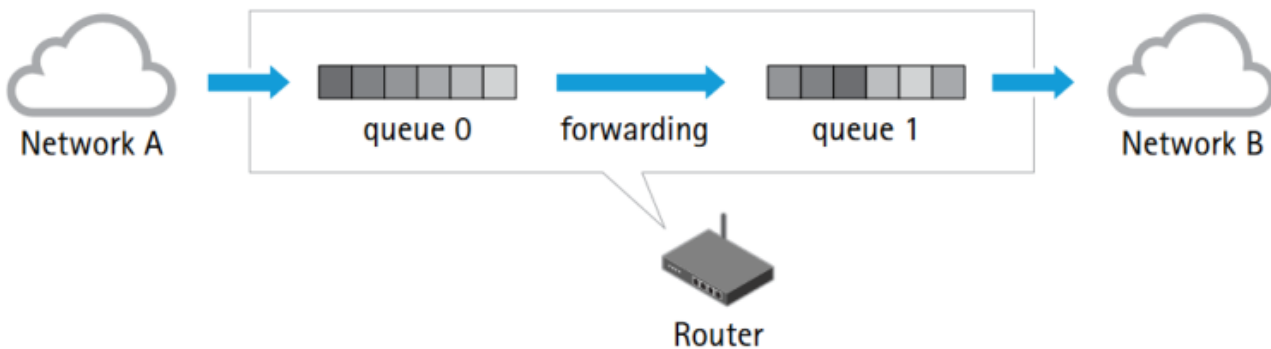 queue 0
forwarding
queue 1
Network A
Network B
Router